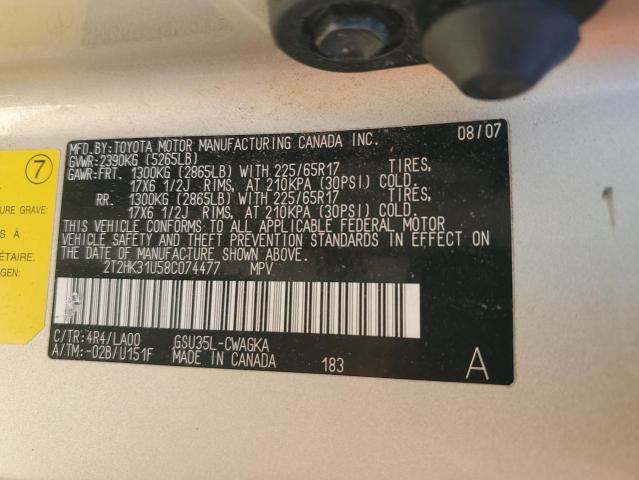 MFD.BY:TOYOTA MOTOR MANUFACTURING CANADA INC. 08/07
GVWR:2390KG (5265LB)
GAWR:FRT. 1300KG (2865LB) WITH 225/65R17 TIRES,
17X6 1/2J RIMS, AT 210KPA (30PSI) COLD.
RR. 1300KG (2865LB) WITH 225/65R17 TIRES,
17X6 1/2J RIMS, AT 210KPA (30PSI) COLD.
THIS VEHICLE CONFORMS TO ALL APPLICABLE FEDERAL MOTOR
VEHICLE SAFETY AND THEFT PREVENTION STANDARDS IN EFFECT ON
THE DATE OF MANUFACTURE SHOWN ABOVE.
2T2HK31U58C074477 MPV
C/TR:4R4/LA00 GSU35L-CWAGKA
A/TM:-02B/U151F MADE IN CANADA 183 A
7
URE GRAVE:
S À
ÉTAIRE.
GEN: